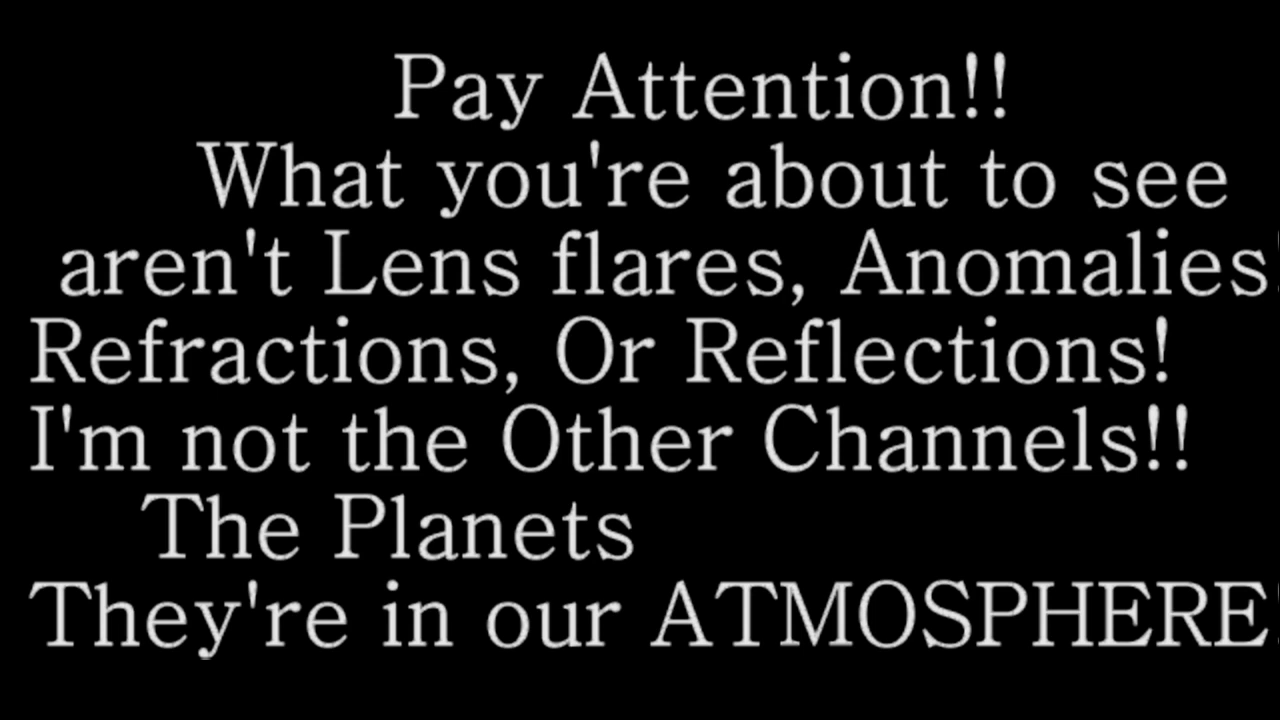 Pay Attention!!
What you're about to see
aren't Lens flares, Anomalies
Refractions, Or Reflections!
I'm not the Other Channels!!
The Planets
They're in our ATMOSPHERE